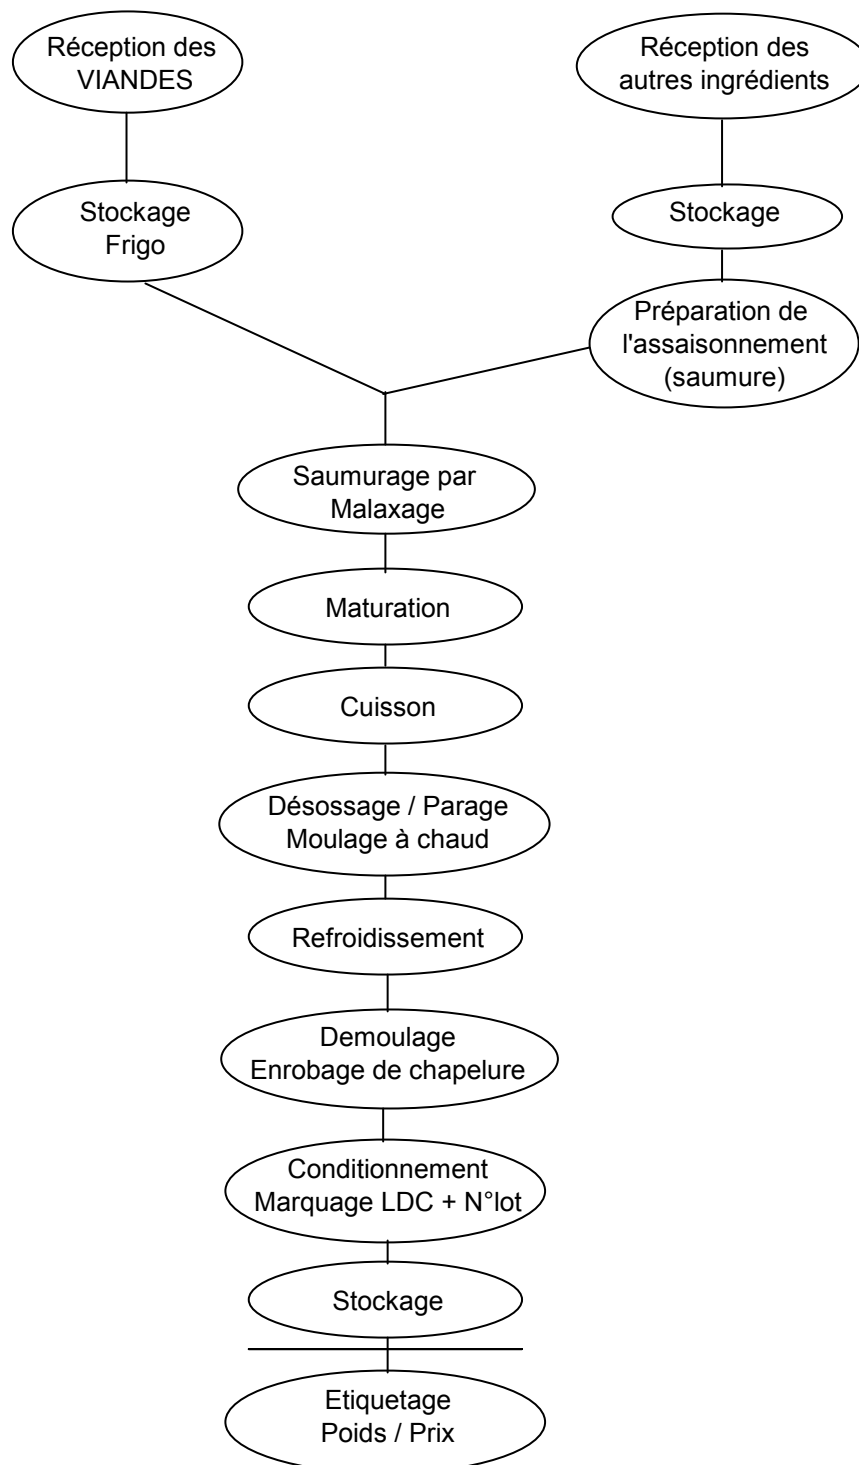 Réception des
VIANDES
Réception des
autres ingrédients
Stockage
Frigo
Stockage
Préparation de
l'assaisonnement
(saumure)
Saumurage par
Malaxage
Maturation
Cuisson
Désossage / Parage
Moulage à chaud
Refroidissement
Demoulage
Enrobage de chapelure
Conditionnement
Marquage LDC + N°lot
Stockage
Etiquetage
Poids / Prix